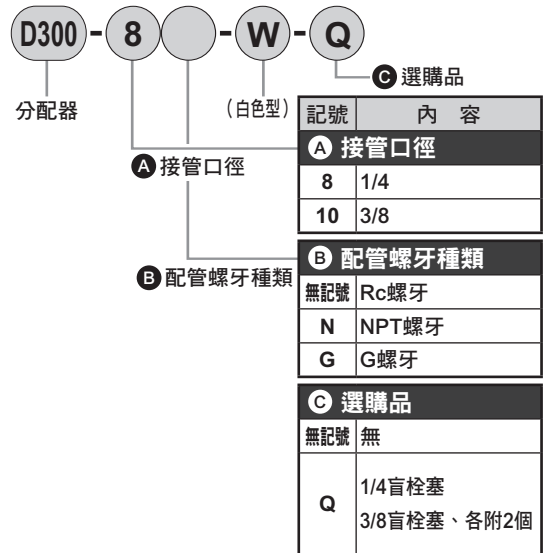 D300-8 -W-Q
C 選購品
分配器
（白色型）
A 接管口徑
B 配管螺牙種類
記號 內 容
A 接管口徑
8 1/4
10 3/8
B 配管螺牙種類
無記號 Rc螺牙
N NPT螺牙
G G螺牙
C 選購品
無記號 無
Q 1/4盲栓塞
3/8盲栓塞、各附2個